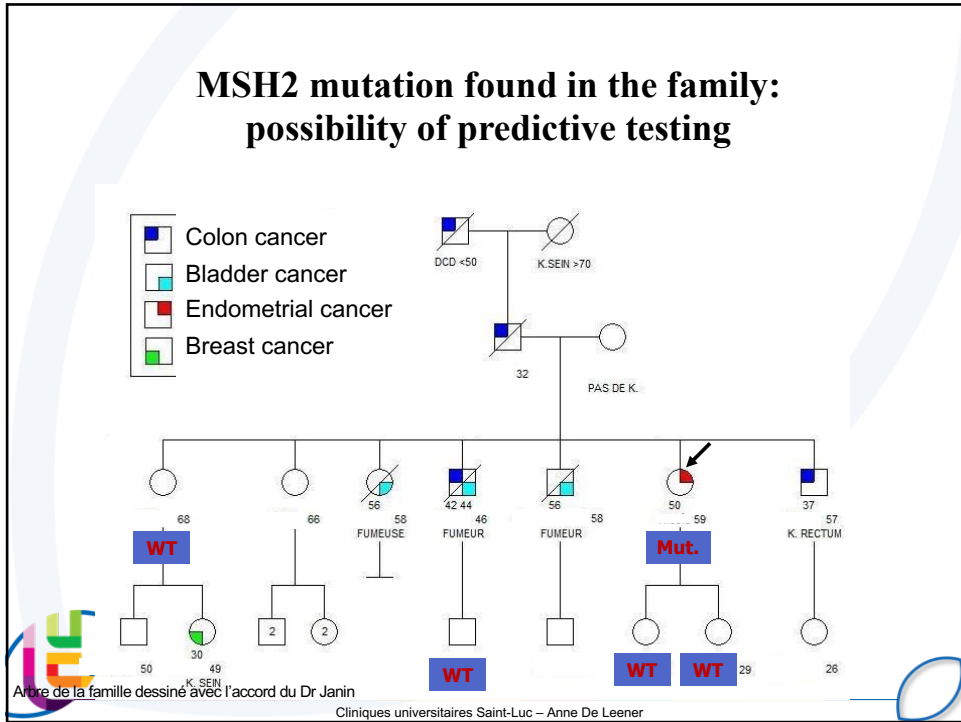 MSH2 mutation found in the family:
possibility of predictive testing
Colon cancer
Bladder cancer
Endometrial cancer
Breast cancer
DCD <50
K.SEIN >70
32
PAS DE K.
56
42 44
56
50
37
68
66
58
46
58
59
57
FUMEUSE
FUMEUR
FUMEUR
K. RECTUM
WT
Mut.
2
2
30
50
49
K. SEIN
WT
WT
WT
29
26
Arbre de la famille dessiné avec l'accord du Dr Janin
Cliniques universitaires Saint-Luc – Anne De Leener